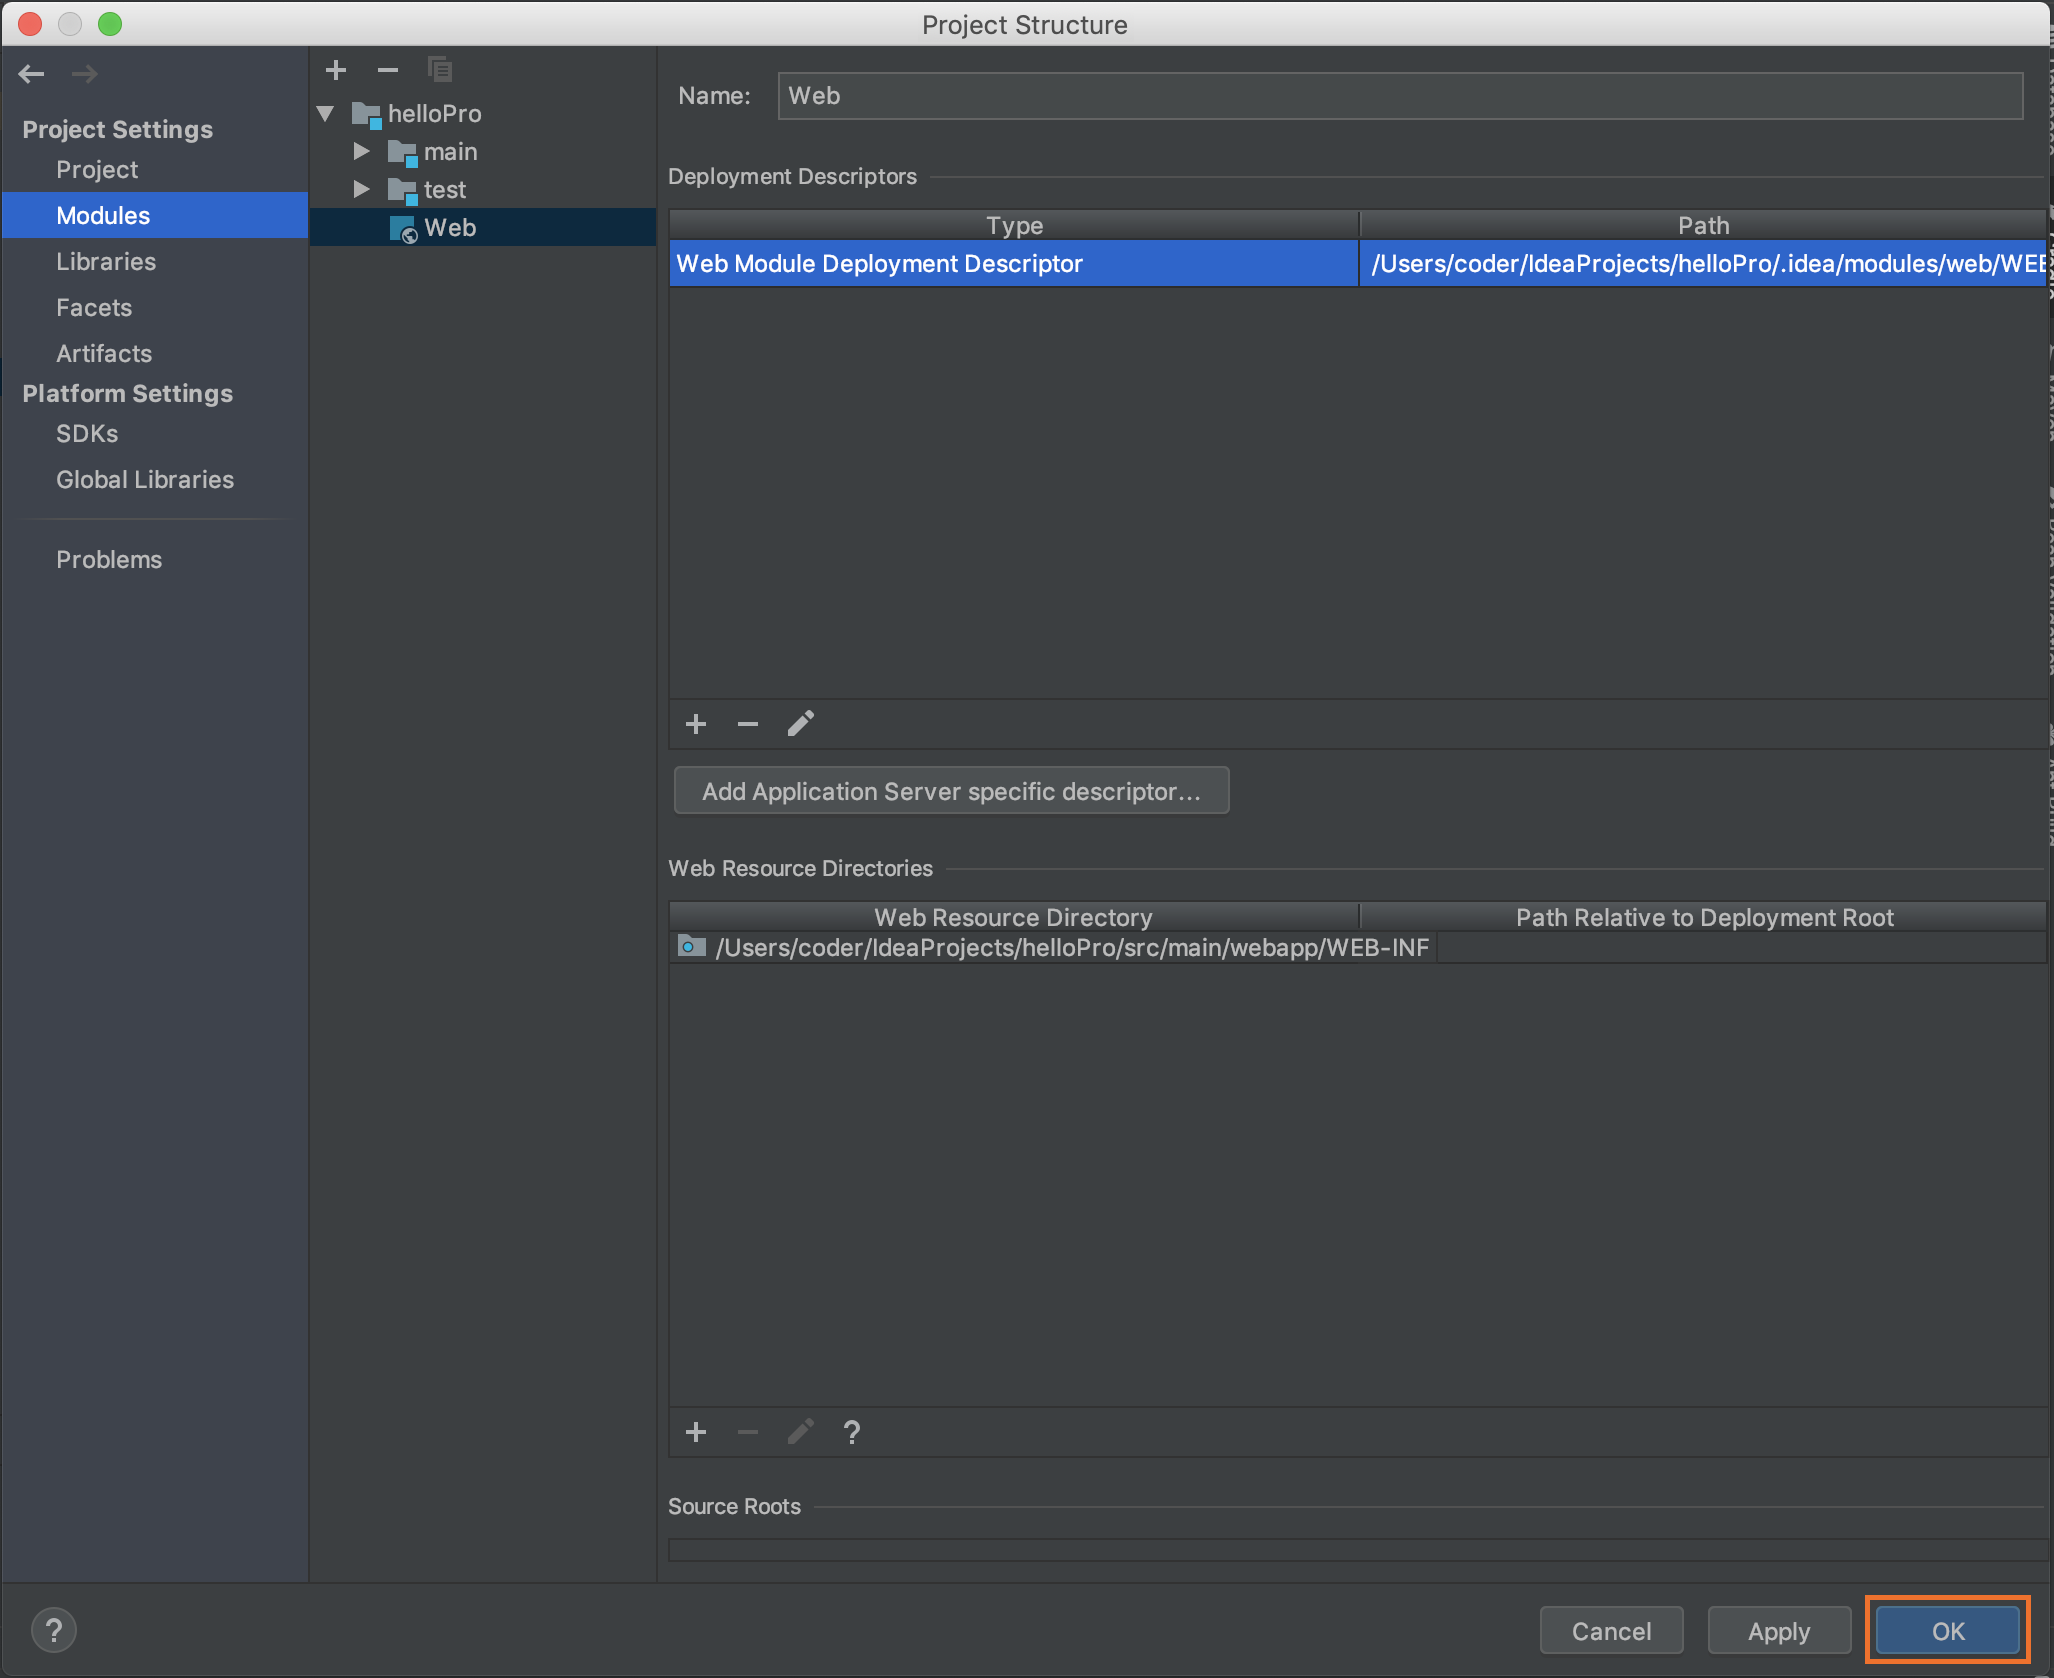 Project Structure
Project Settings
Project
Modules
Libraries
Facets
Artifacts
Platform Settings
SDKs
Global Libraries
Problems
helloPro
main
test
Web
Name: Web
Deployment Descriptors
Type Path
Web Module Deployment Descriptor /Users/coder/IdeaProjects/helloPro/.idea/modules/web/WEB
Add Application Server specific descriptor...
Web Resource Directories
Web Resource Directory Path Relative to Deployment Root
/Users/coder/IdeaProjects/helloPro/src/main/webapp/WEB-INF
?
Source Roots
?
Cancel Apply OK